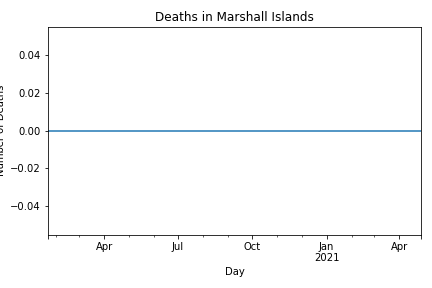 Deaths in Marshall Islands
0.04
0.02
0.00
−0.02
−0.04
Number of Deaths
Apr
Jul
Oct
Jan
2021
Apr
Day